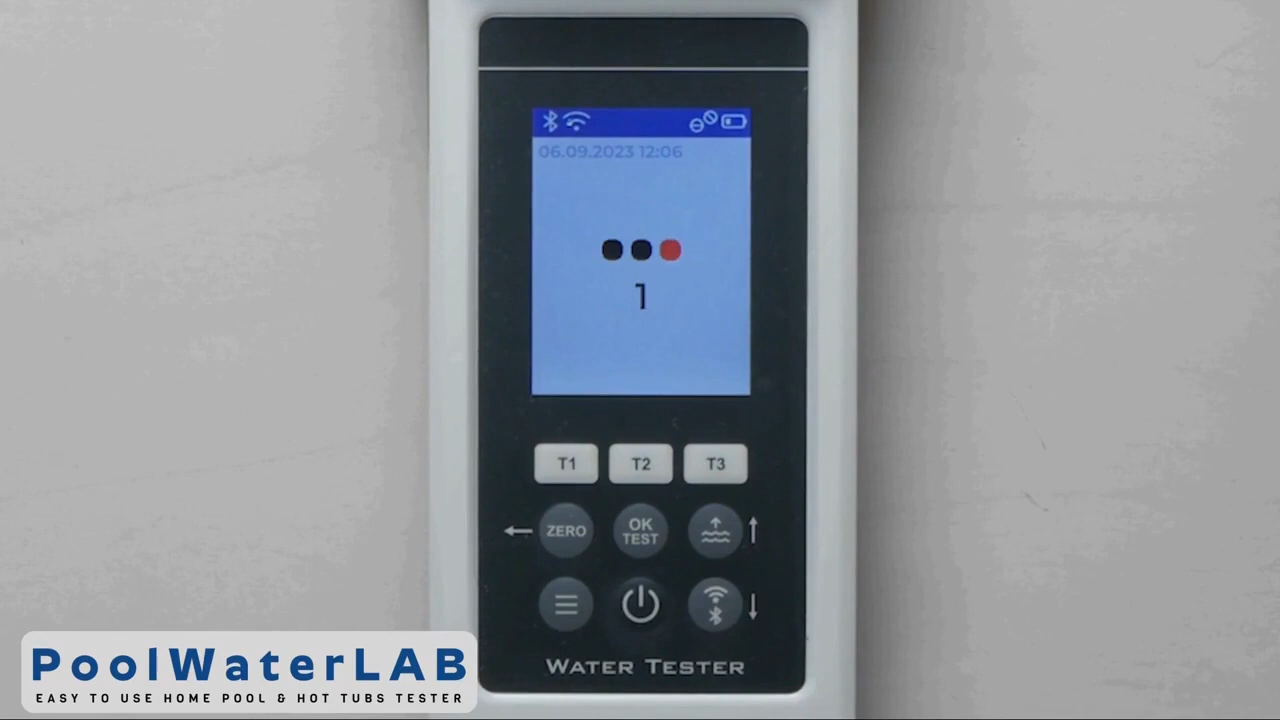 06.09.2023 12:06
1
T1 T2 T3
ZERO OK TEST
WATER TESTER
PoolWaterLAB
EASY TO USE HOME POOL & HOT TUBS TESTER